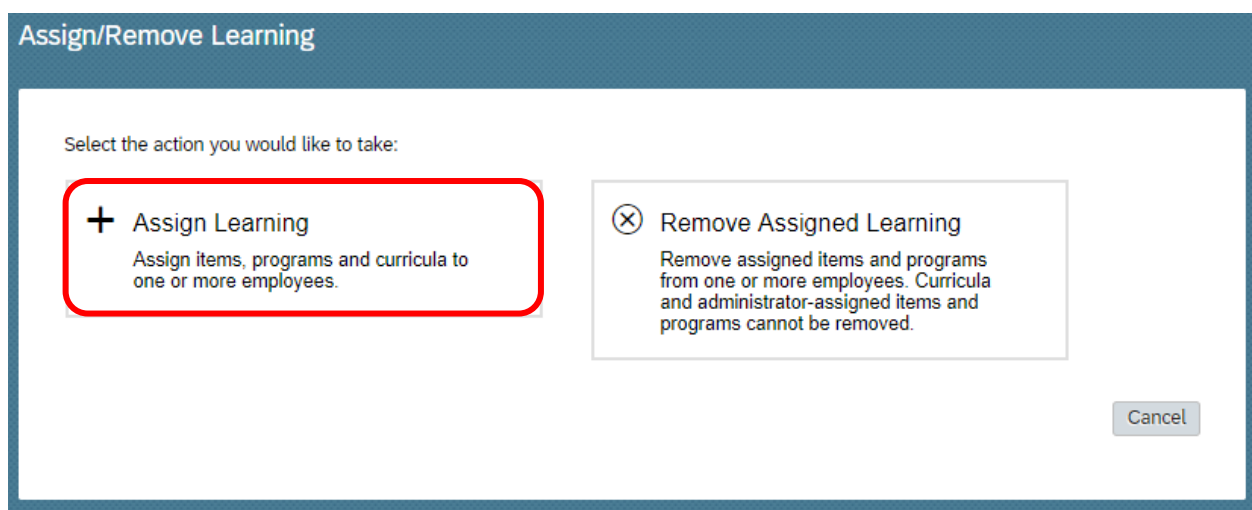 Assign/Remove Learning
Select the action you would like to take:
Assign Learning
Assign items, programs and curricula to
one or more employees.
Remove Assigned Learning
Remove assigned items and programs
from one or more employees. Curricula
and administrator-assigned items and
programs cannot be removed.
Cancel